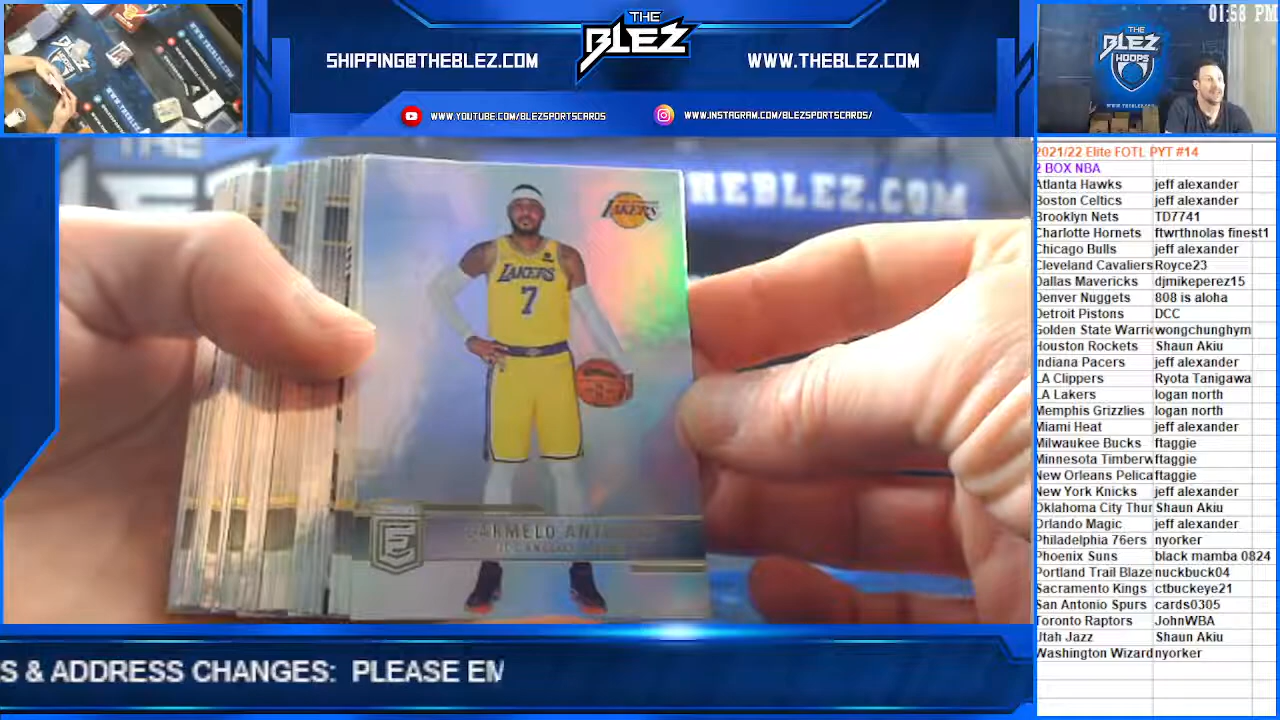 01:58 PM
THE
BLEZ
SHIPPING@THEBLEZ.COM
WWW.THEBLEZ.COM
WWW.YOUTUBE.COM/BLEZSPORTSCARDS
WWW.INSTAGRAM.COM/BLEZSPORTSCARDS/
THE
BLEZ
HOOPS
THEBLEZ.COM
LAKERS
LAKERS
7
CARMELO
E
2021/22 Elite FOTL PYT #14
2 BOX NBA
Atlanta Hawks jeff alexander
Boston Celtics jeff alexander
Brooklyn Nets TD7741
Charlotte Hornets ftwrthnolas finest1
Chicago Bulls jeff alexander
Cleveland Cavaliers Royce23
Dallas Mavericks djmikeperez15
Denver Nuggets 808 is aloha
Detroit Pistons DCC
Golden State Warri wongchunghym
Houston Rockets Shaun Akiu
Indiana Pacers jeff alexander
LA Clippers Ryota Tanigawa
LA Lakers logan north
Memphis Grizzlies logan north
Miami Heat jeff alexander
Milwaukee Bucks ftaggie
Minnesota Timberw ftaggie
New Orleans Pelica ftaggie
New York Knicks jeff alexander
Oklahoma City Thur Shaun Akiu
Orlando Magic jeff alexander
Philadelphia 76ers nyorker
Phoenix Suns black mamba 0824
Portland Trail Blaze nuckbuck04
Sacramento Kings ctbuckeye21
San Antonio Spurs cards0305
Toronto Raptors JohnWBA
Utah Jazz Shaun Akiu
Washington Wizard nyorker
S & ADDRESS CHANGES: PLEASE EM